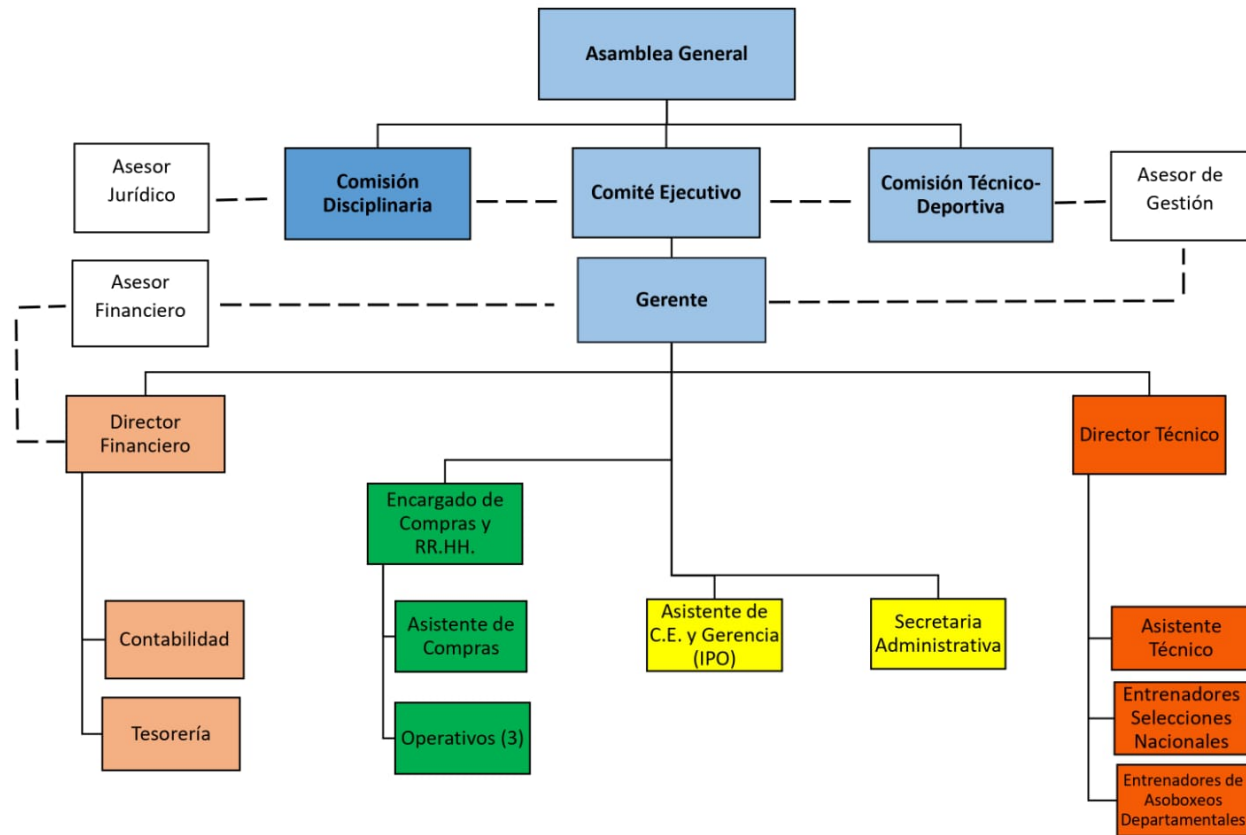 Asamblea General
Asesor
Jurídico
Comisión
Disciplinaria
Comité Ejecutivo
Comisión Técnico-
Deportiva
Asesor de
Gestión
Asesor
Financiero
Gerente
Director
Financiero
Director Técnico
Encargado de
Compras y
RR.HH.
Contabilidad
Asistente de
Compras
Asistente de
C.E. y Gerencia
(IPO)
Secretaria
Administrativa
Asistente
Técnico
Tesorería
Operativos (3)
Entrenadores
Selecciones
Nacionales
Entrenadores de
Asoboxeos
Departamentales